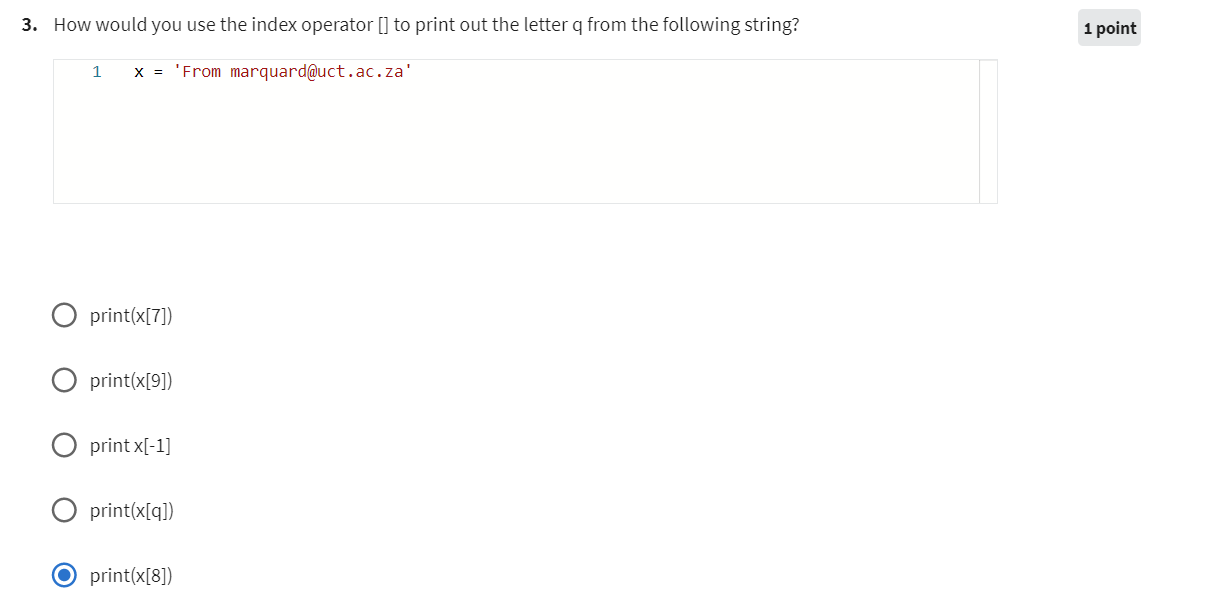 3. How would you use the index operator [] to print out the letter q from the following string?
1 point
1 x = 'From marquard@uct.ac.za'
print(x[7])
print(x[9])
print x[-1]
print(x[q])
print(x[8])